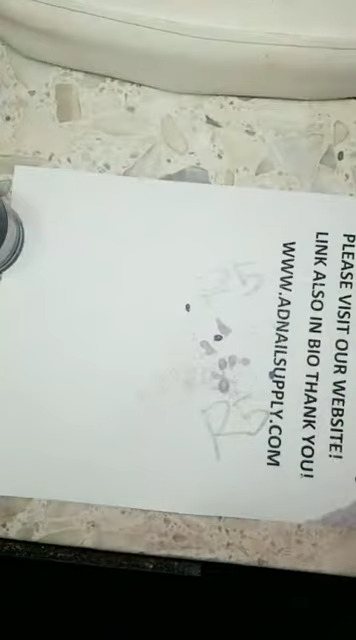 PLEASE VISIT OUR WEBSITE!
LINK ALSO IN BIO THANK YOU!
WWW.ADNAILSUPPLY.COM